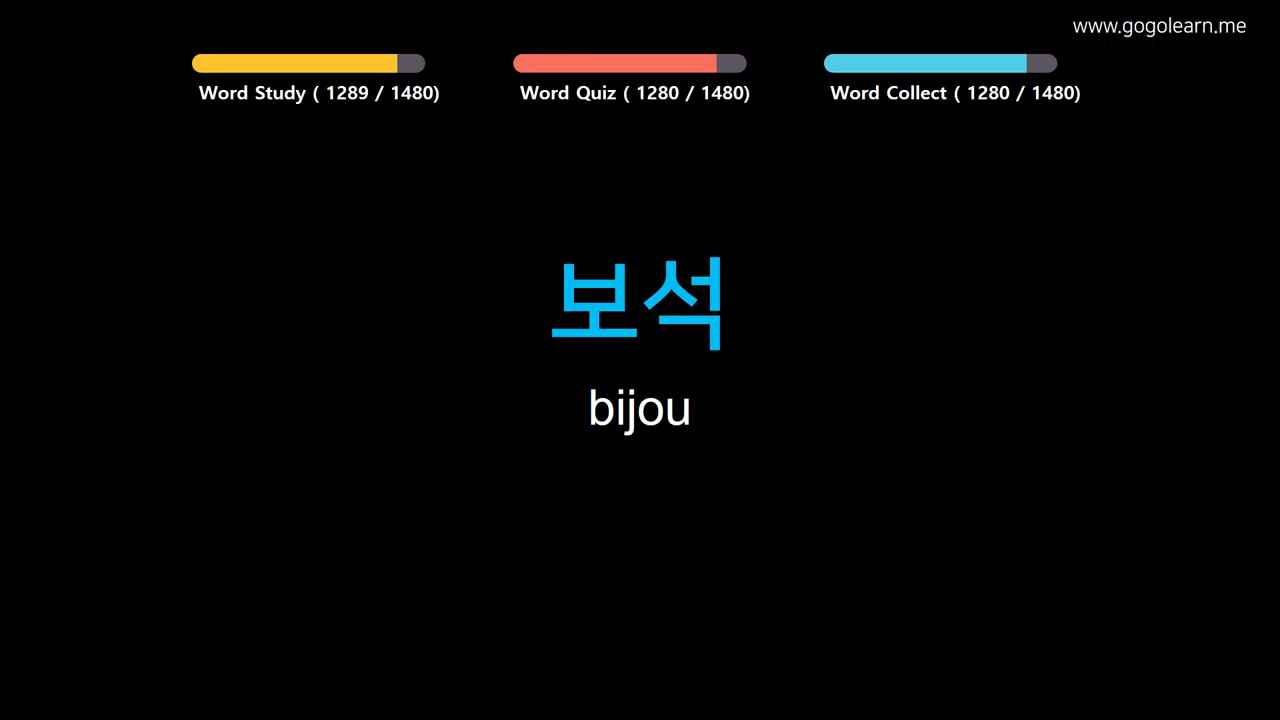 www.gogolearn.me
Word Study ( 1289 / 1480)
Word Quiz ( 1280 / 1480)
Word Collect ( 1280 / 1480)
보석
bijou